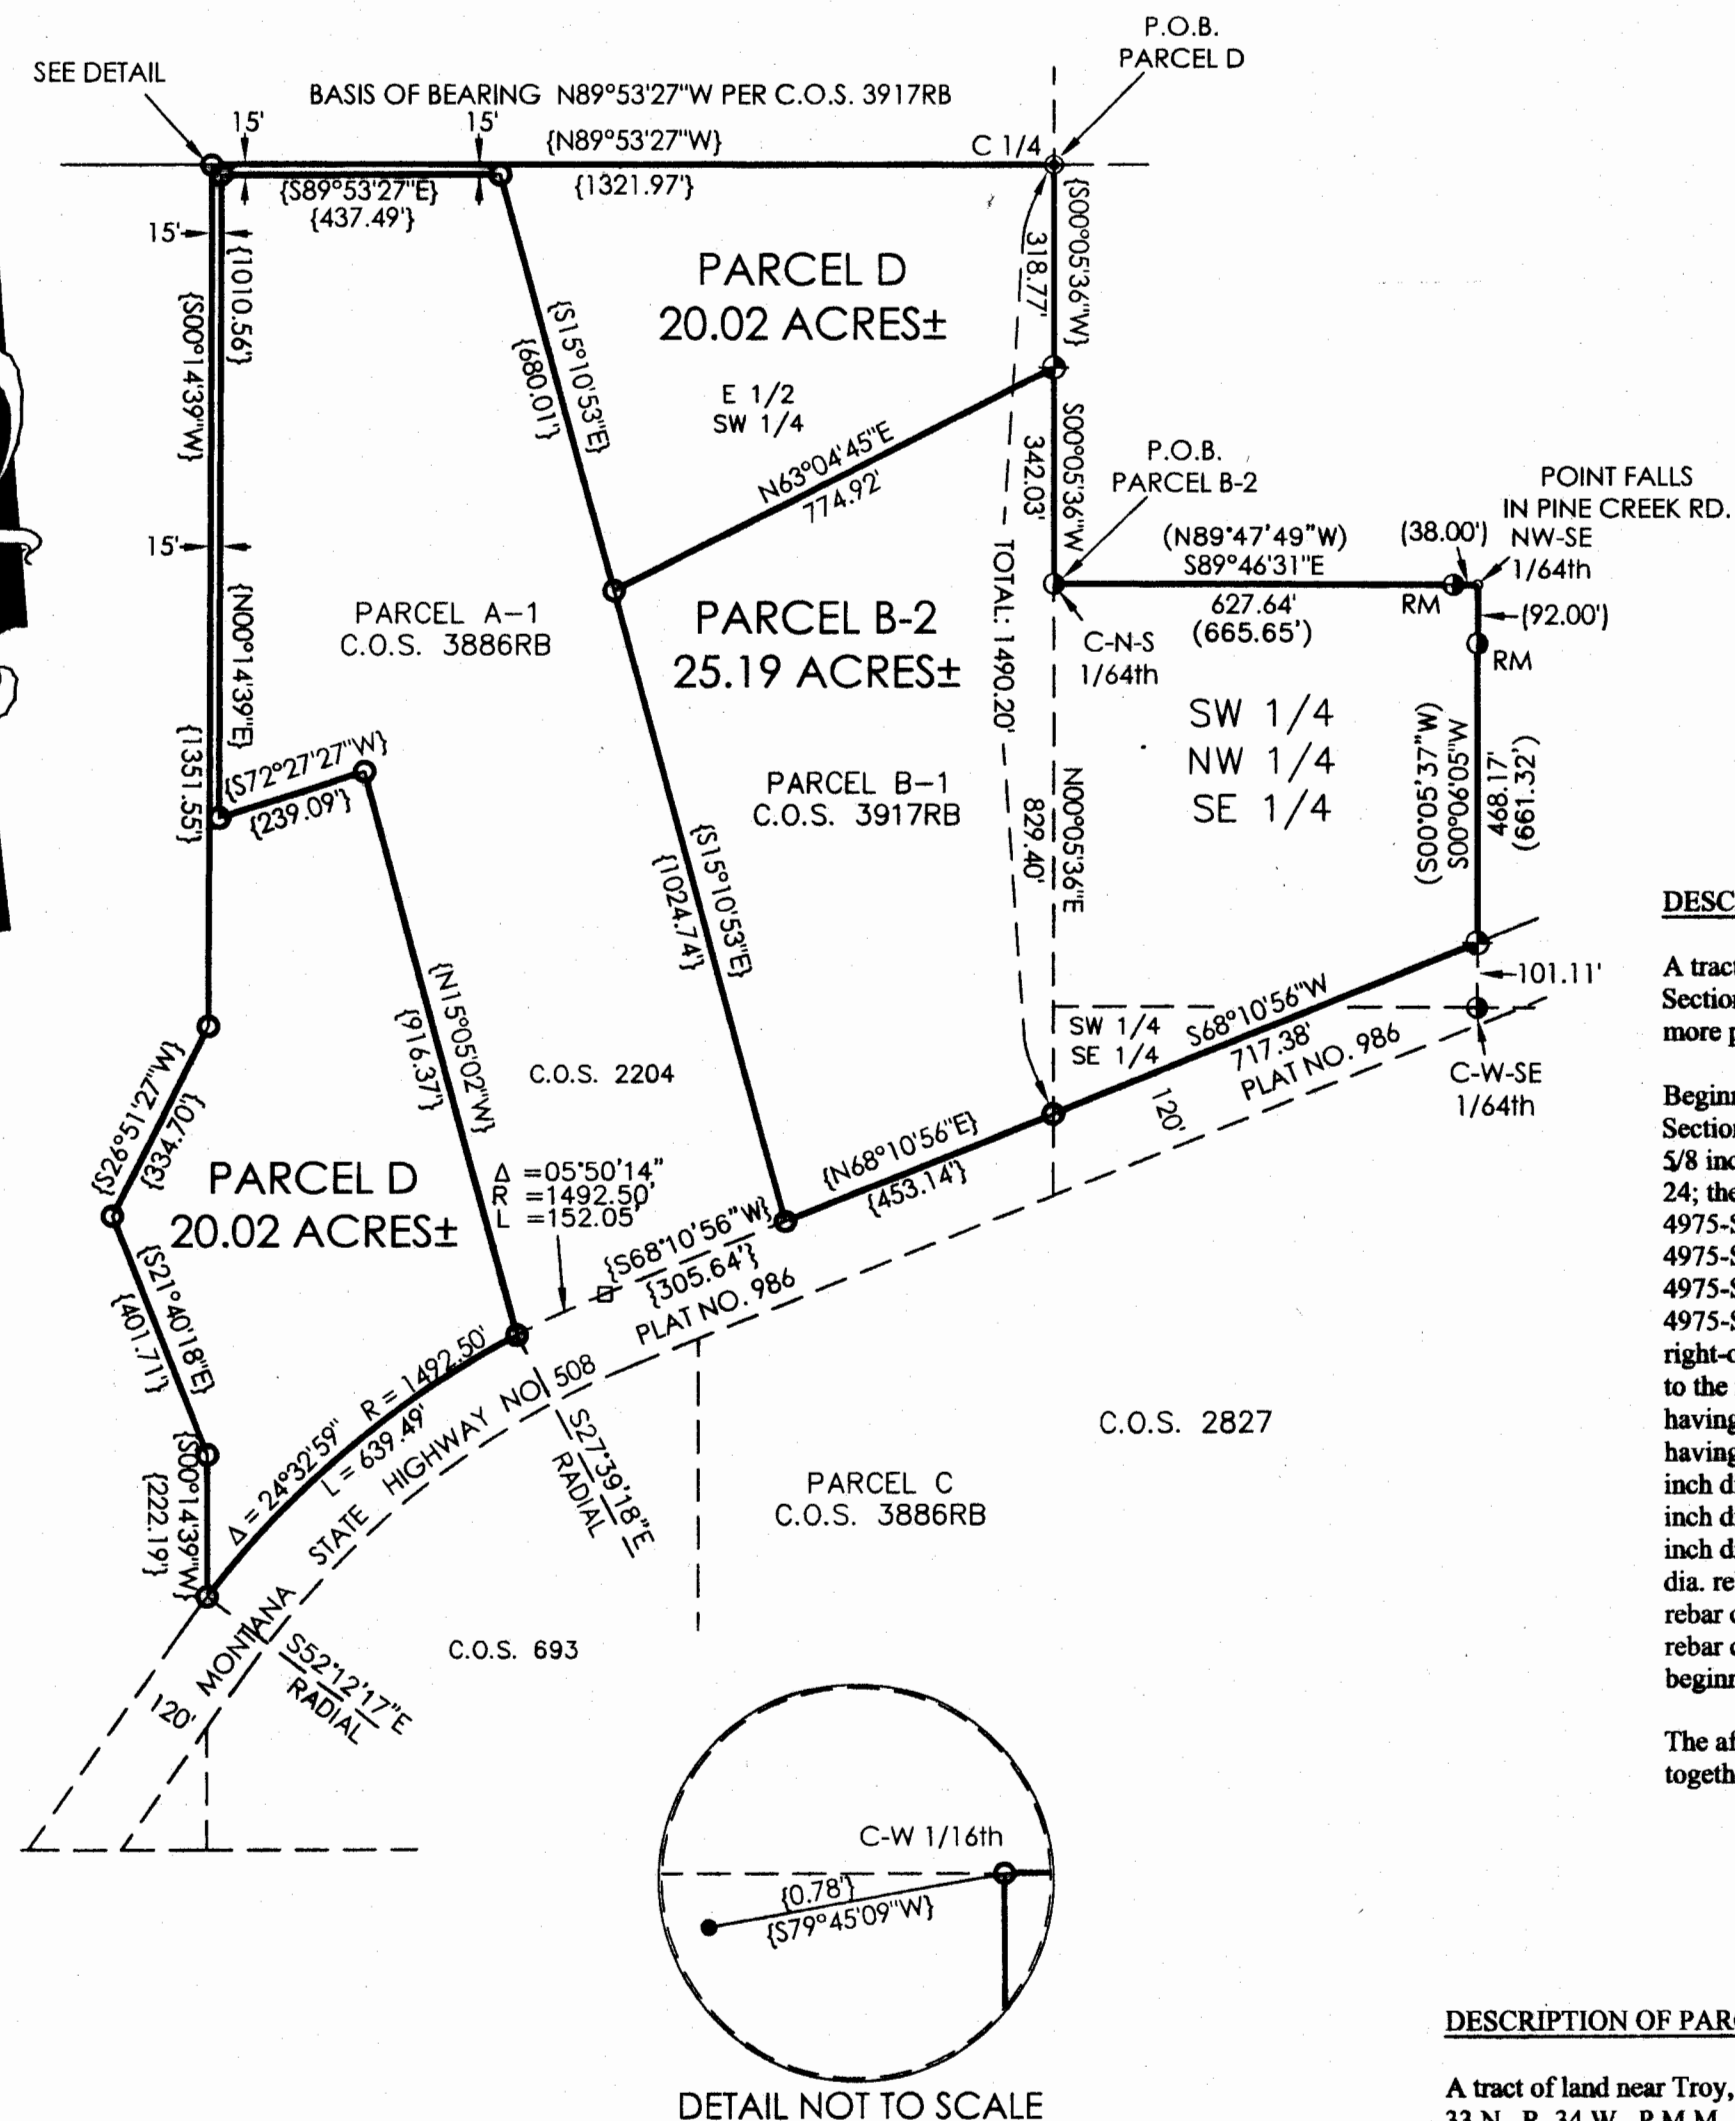 P.O.B.
PARCEL D
SEE DETAIL
BASIS OF BEARING N89°53'27"W PER C.O.S. 3917RB
15'
15'
{N89°53'27"W}
C 1/4
{S89°53'27"E}
{437.49'}
{1321.97'}
15'
{1010.56'}
{S00°14'39"W}
{S00°05'36"W}
318.77'
PARCEL D
20.02 ACRES±
E 1/2
SW 1/4
{S15°10'53"E}
{680.01'}
N63°04'45"E
774.92'
S00°05'36"W
342.03'
P.O.B.
PARCEL B-2
POINT FALLS
IN PINE CREEK RD.
(N89°47'49"W)
S89°46'31"E
(38.00')
NW-SE
1/64th
15'
627.64'
(665.65')
RM
(92.00')
RM
C-N-S
1/64th
PARCEL A-1
C.O.S. 3886RB
PARCEL B-2
25.19 ACRES±
TOTAL: 1490.20'
{N00°14'39"E}
SW 1/4
NW 1/4
SE 1/4
(S00°05'37"W)
S00°06'05"W
468.17'
(661.32')
{1351.55'}
{S72°27'27"W}
{239.09'}
PARCEL B-1
C.O.S. 3917RB
N00°05'36"E
829.40'
{S15°10'53"E}
{1024.74'}
DESC
A tract
Section
more p
101.11'
{N15°05'02"W}
{916.37'}
SW 1/4
SE 1/4
S68°10'56"W
717.38'
PLAT NO. 986
120'
C-W-SE
1/64th
C.O.S. 2204
{S26°51'27"W}
{334.70'}
Beginn
Section
5/8 inc
24; the
4975-S
4975-S
4975-S
4975-S
right-o
to the
having
having
inch d
inch d
inch d
dia. re
rebar o
rebar o
beginn
The af
togeth
PARCEL D
20.02 ACRES±
Δ =05°50'14"
R =1492.50'
L =152.05'
{N68°10'56"E}
{453.14'}
{S68°10'56"W}
{305.64'}
PLAT NO. 986
{S21°40'18"E}
{401.71'}
Δ = 24°32'59" R = 1492.50'
L = 639.49'
MONTANA STATE HIGHWAY NO. 508
S27°39'18"E
RADIAL
C.O.S. 2827
PARCEL C
C.O.S. 3886RB
{S00°14'39"W}
{222.19'}
S52°12'17"E
RADIAL
C.O.S. 693
120'
C-W 1/16th
{0.78'}
{S79°45'09"W}
DETAIL NOT TO SCALE
DESCRIPTION OF PAR
A tract of land near Troy,
33 N., R. 34 W., P.M.M.